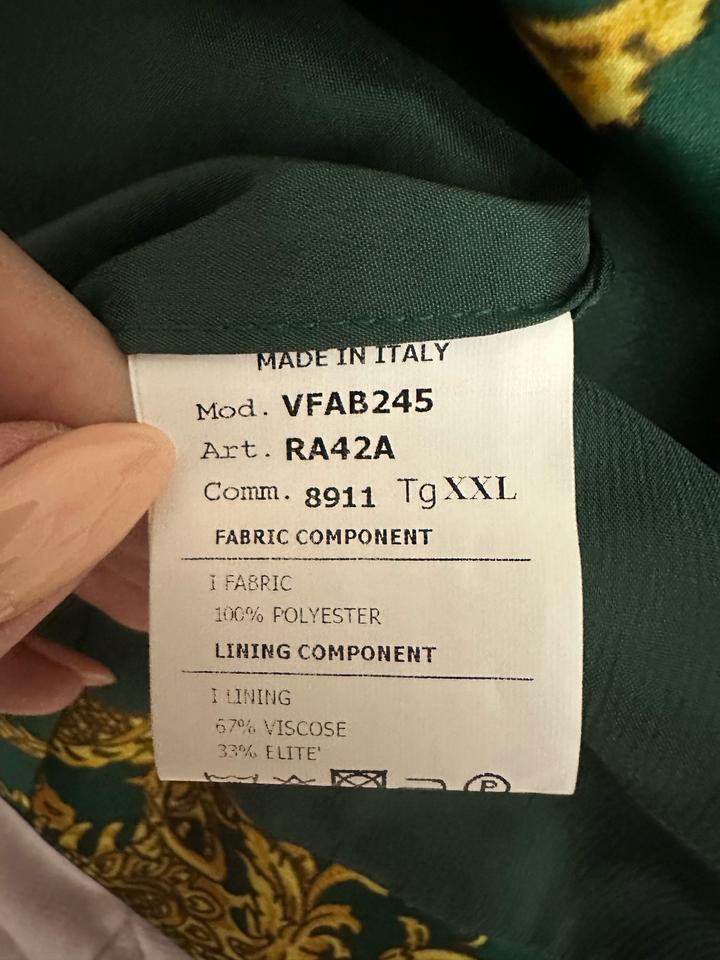 MADE IN ITALY
Mod. VFAB245
Art. RA42A
Comm. 8911 Tg XXL
FABRIC COMPONENT
I FABRIC
100% POLYESTER
LINING COMPONENT
I LINING
67% VISCOSE
33% ELITE'
P